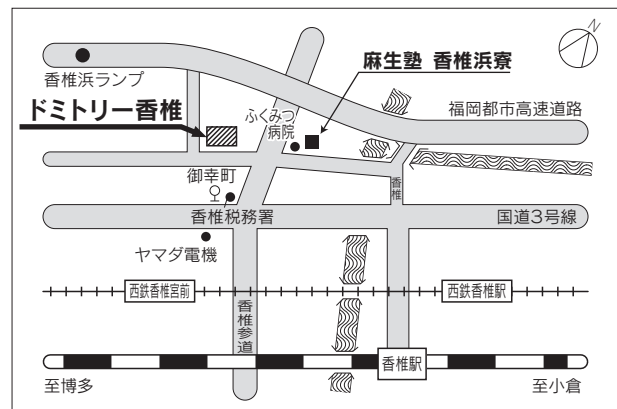 N
麻生塾 香椎浜寮
香椎浜ランプ
ドミトリー香椎
ふくみつ
病院
福岡都市高速道路
御幸町
香椎
香椎税務署
国道3号線
ヤマダ電機
西鉄香椎宮前
西鉄香椎駅
香椎参道
香椎駅
至博多
至小倉